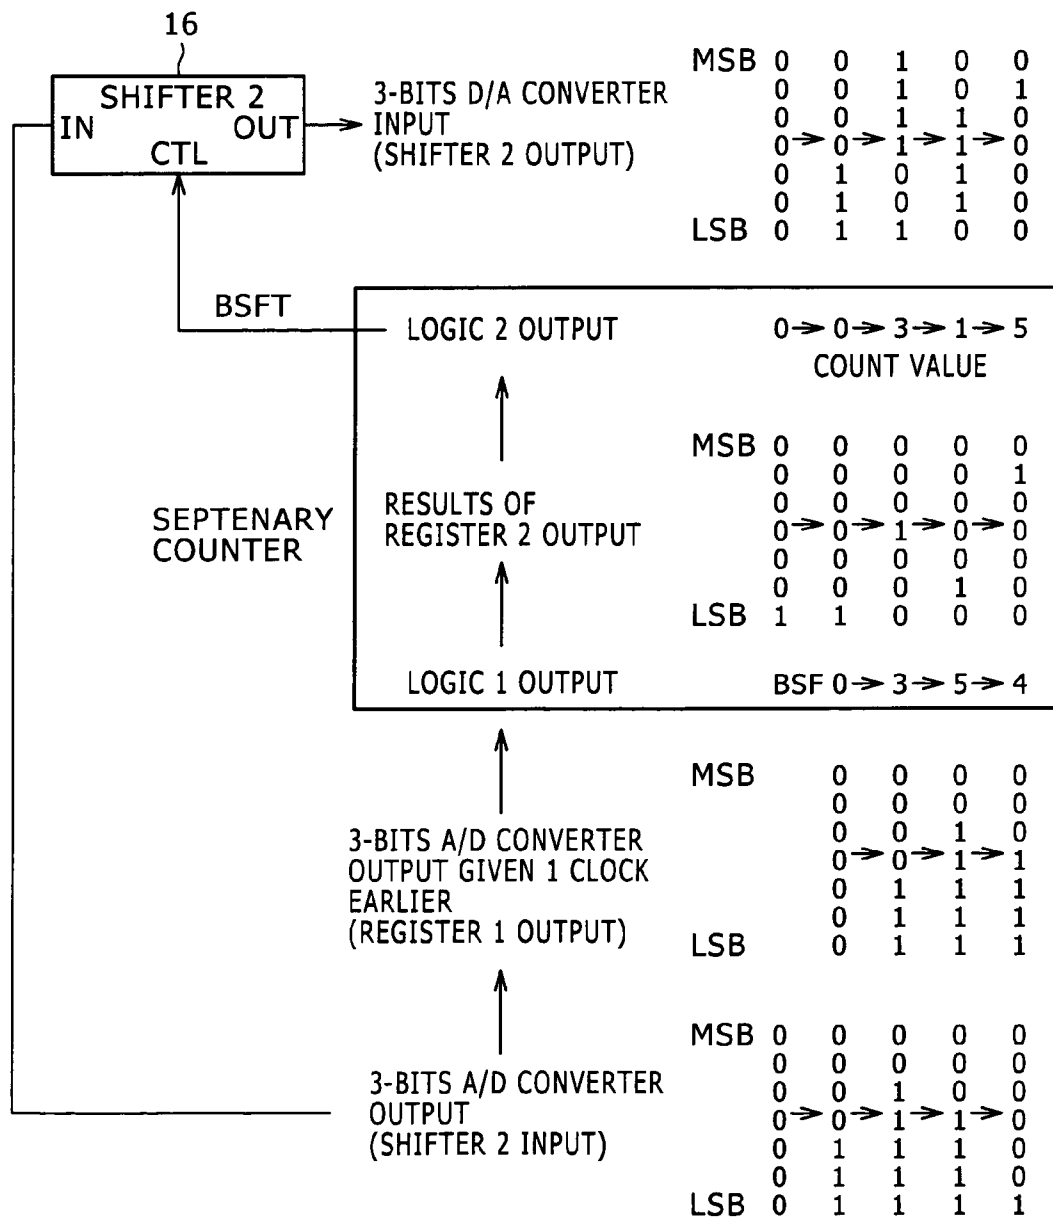 16
SHIFTER 2
IN OUT
CTL
3-BITS D/A CONVERTER
INPUT
(SHIFTER 2 OUTPUT)
MSB 0 0 1 0 0
0 0 1 0 1
0 0 1 1 0
0 → 0 → 1 → 1 → 0
0 1 0 1 0
0 1 0 1 0
LSB 0 1 1 0 0
BSFT
LOGIC 2 OUTPUT
0 → 0 → 3 → 1 → 5
COUNT VALUE
SEPTENARY
COUNTER
RESULTS OF
REGISTER 2 OUTPUT
MSB 0 0 0 0 0
0 0 0 0 1
0 0 0 0 0
0 → 0 → 1 → 0 → 0
0 0 0 0 0
0 0 0 1 0
LSB 1 1 0 0 0
LOGIC 1 OUTPUT
BSF 0 → 3 → 5 → 4
3-BITS A/D CONVERTER
OUTPUT GIVEN 1 CLOCK
EARLIER
(REGISTER 1 OUTPUT)
MSB 0 0 0 0
0 0 0 0
0 0 1 0
0 → 0 → 1 → 1
0 1 1 1
0 1 1 1
LSB 0 1 1 1
3-BITS A/D CONVERTER
OUTPUT
(SHIFTER 2 INPUT)
MSB 0 0 0 0 0
0 0 0 0 0
0 0 1 0 0
0 → 0 → 1 → 1 → 0
0 1 1 1 0
0 1 1 1 0
LSB 0 1 1 1 1